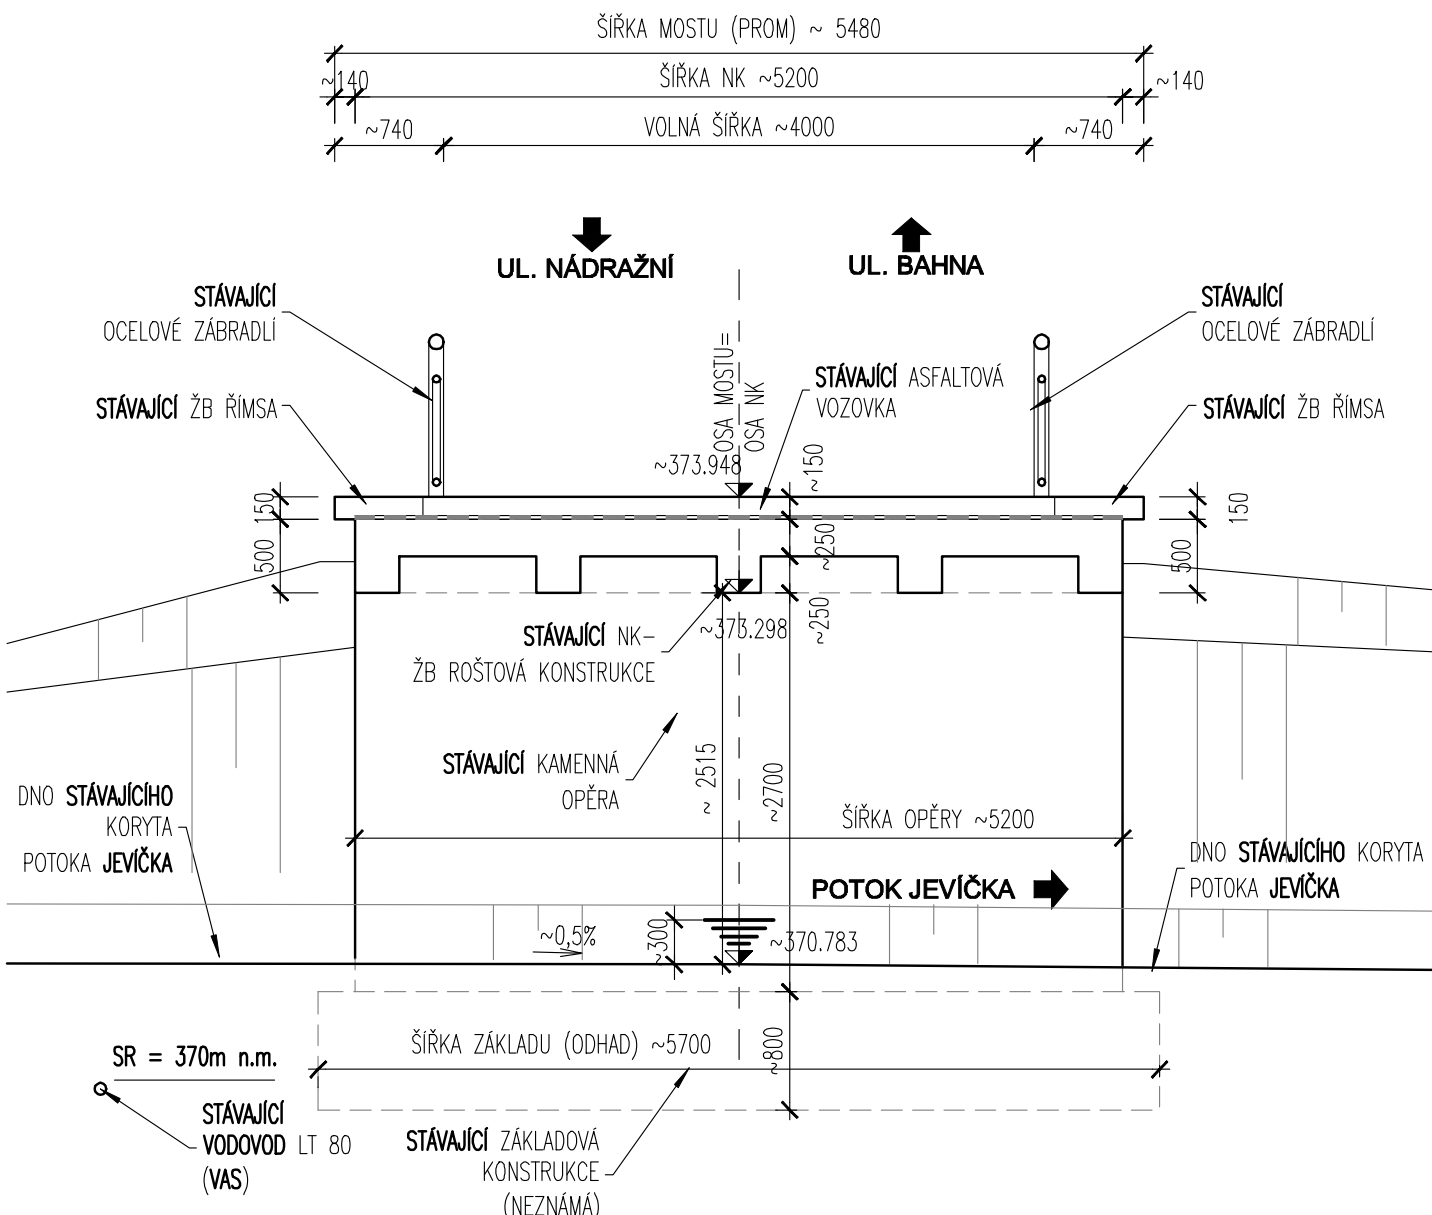 ŠÍŘKA MOSTU (PROM) ~ 5480
~140
ŠÍŘKA NK ~5200
~140
~740
VOLNÁ ŠÍŘKA ~4000
~740
UL. NÁDRAŽNÍ
UL. BAHNA
STÁVAJÍCÍ
OCELOVÉ ZÁBRADLÍ
STÁVAJÍCÍ
OCELOVÉ ZÁBRADLÍ
OSA MOSTU=
OSA NK
STÁVAJÍCÍ ASFALTOVÁ
VOZOVKA
STÁVAJÍCÍ ŽB ŘÍMSA
STÁVAJÍCÍ ŽB ŘÍMSA
~373.948
~150
150
150
500
~250
500
~250
~373.298
STÁVAJÍCÍ NK-
ŽB ROŠTOVÁ KONSTRUKCE
STÁVAJÍCÍ KAMENNÁ
OPĚRA
~ 2515
~2700
DNO STÁVAJÍCÍHO
KORYTA
POTOKA JEVÍČKA
ŠÍŘKA OPĚRY ~5200
DNO STÁVAJÍCÍHO KORYTA
POTOKA JEVÍČKA
POTOK JEVÍČKA
~0,5%
~300
~370.783
ŠÍŘKA ZÁKLADU (ODHAD) ~5700
~800
SR = 370m n.m.
STÁVAJÍCÍ
VODOVOD LT 80
(VAS)
STÁVAJÍCÍ ZÁKLADOVÁ
KONSTRUKCE
(NEZNÁMÁ)